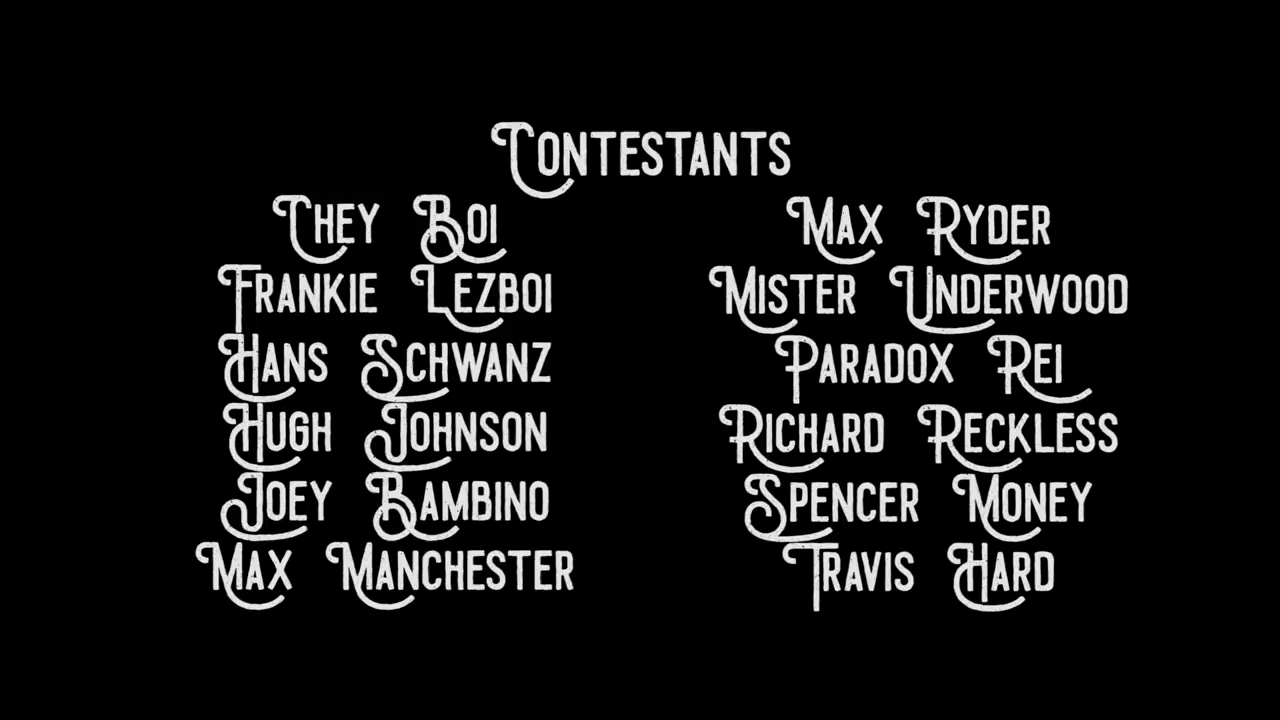 Contestants
Chey Boi
Frankie Lezboi
Hans Schwanz
Hugh Johnson
Joey Bambino
Max Manchester
Max Ryder
Mister Underwood
Paradox Rei
Richard Reckless
Spencer Money
Travis Hard